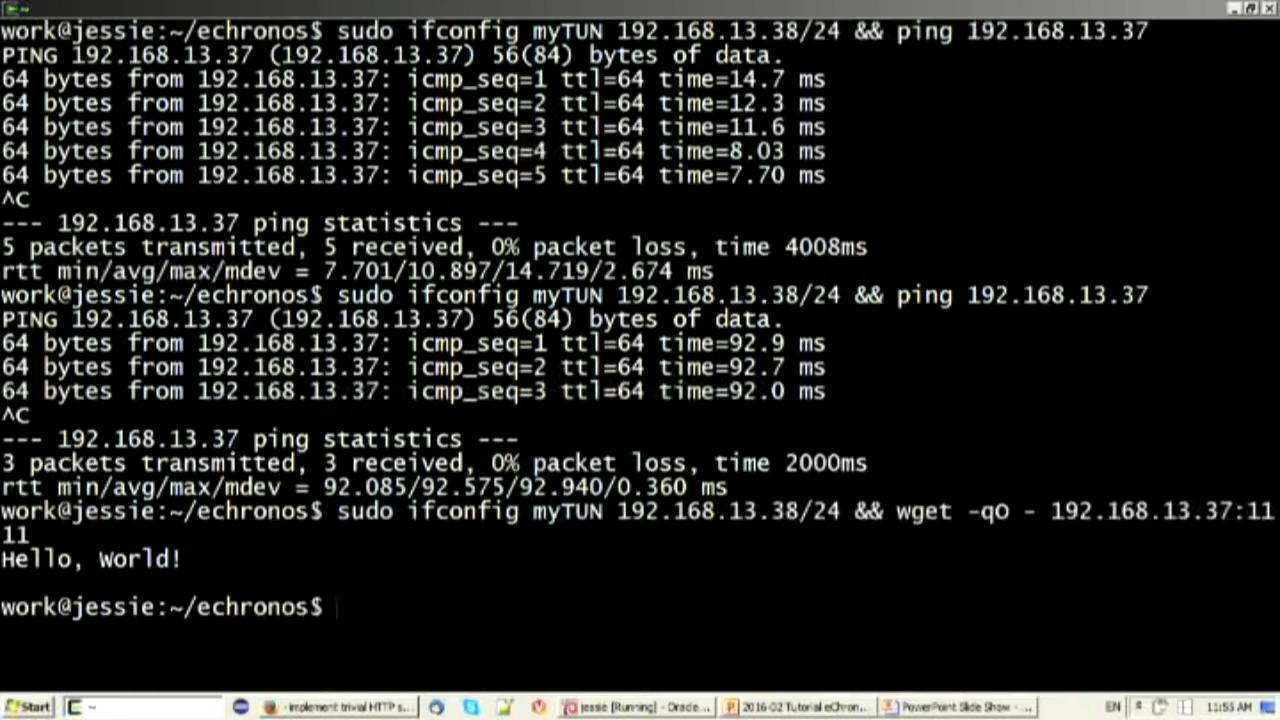 work@jessie:~/echronos$ sudo ifconfig myTUN 192.168.13.38/24 && ping 192.168.13.37
PING 192.168.13.37 (192.168.13.37) 56(84) bytes of data.
64 bytes from 192.168.13.37: icmp_seq=1 ttl=64 time=14.7 ms
64 bytes from 192.168.13.37: icmp_seq=2 ttl=64 time=12.3 ms
64 bytes from 192.168.13.37: icmp_seq=3 ttl=64 time=11.6 ms
64 bytes from 192.168.13.37: icmp_seq=4 ttl=64 time=8.03 ms
64 bytes from 192.168.13.37: icmp_seq=5 ttl=64 time=7.70 ms
^C
--- 192.168.13.37 ping statistics ---
5 packets transmitted, 5 received, 0% packet loss, time 4008ms
rtt min/avg/max/mdev = 7.701/10.897/14.719/2.674 ms
work@jessie:~/echronos$ sudo ifconfig myTUN 192.168.13.38/24 && ping 192.168.13.37
PING 192.168.13.37 (192.168.13.37) 56(84) bytes of data.
64 bytes from 192.168.13.37: icmp_seq=1 ttl=64 time=92.9 ms
64 bytes from 192.168.13.37: icmp_seq=2 ttl=64 time=92.7 ms
64 bytes from 192.168.13.37: icmp_seq=3 ttl=64 time=92.0 ms
^C
--- 192.168.13.37 ping statistics ---
3 packets transmitted, 3 received, 0% packet loss, time 2000ms
rtt min/avg/max/mdev = 92.085/92.575/92.940/0.360 ms
work@jessie:~/echronos$ sudo ifconfig myTUN 192.168.13.38/24 && wget -qO - 192.168.13.37:11
11
Hello, World!
work@jessie:~/echronos$
Start ~ implement trivial HTTP s... jessie [Running] - Oracle... 2016-02 Tutorial eChron... PowerPoint Slide Show - ... EN 11:55 AM